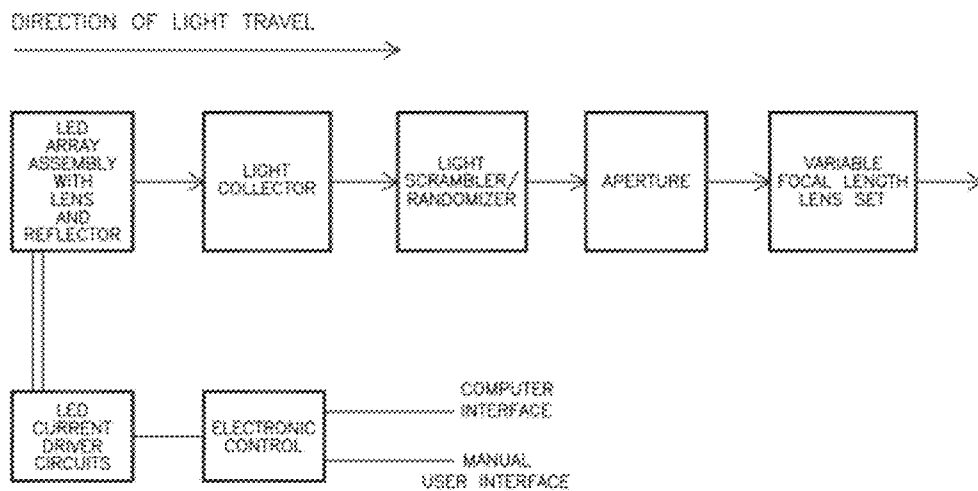 DIRECTION OF LIGHT TRAVEL
LED
ARRAY
ASSEMBLY
WITH
LENS
AND
REFLECTOR
LIGHT
COLLECTOR
LIGHT
SCRAMBLER/
RANDOMIZER
APERTURE
VARIABLE
FOCAL LENGTH
LENS SET
LED
CURRENT
DRIVER
CIRCUITS
ELECTRONIC
CONTROL
COMPUTER
INTERFACE
MANUAL
USER INTERFACE